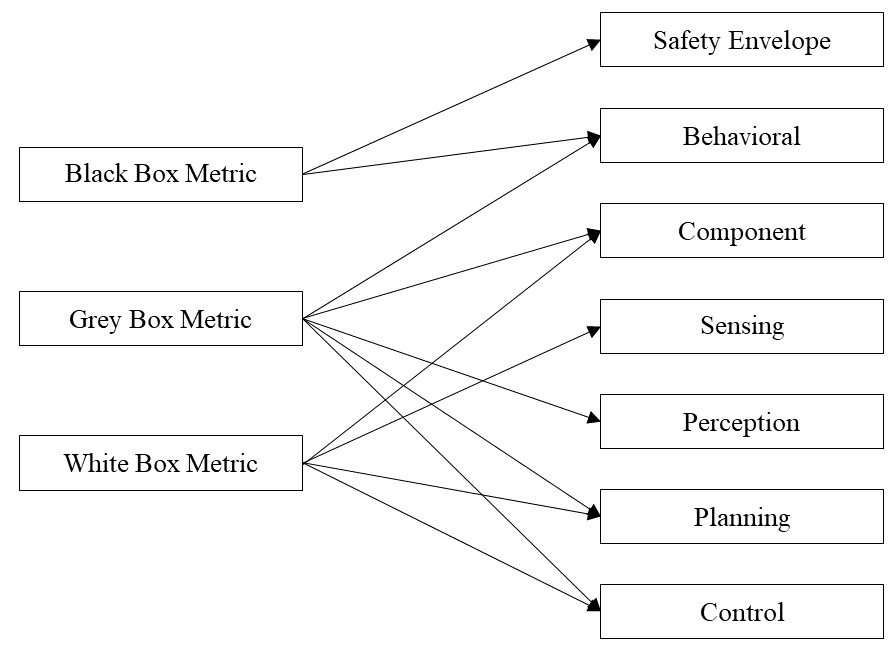 Safety Envelope
Behavioral
Black Box Metric
Component
Grey Box Metric
Sensing
Perception
White Box Metric
Planning
Control